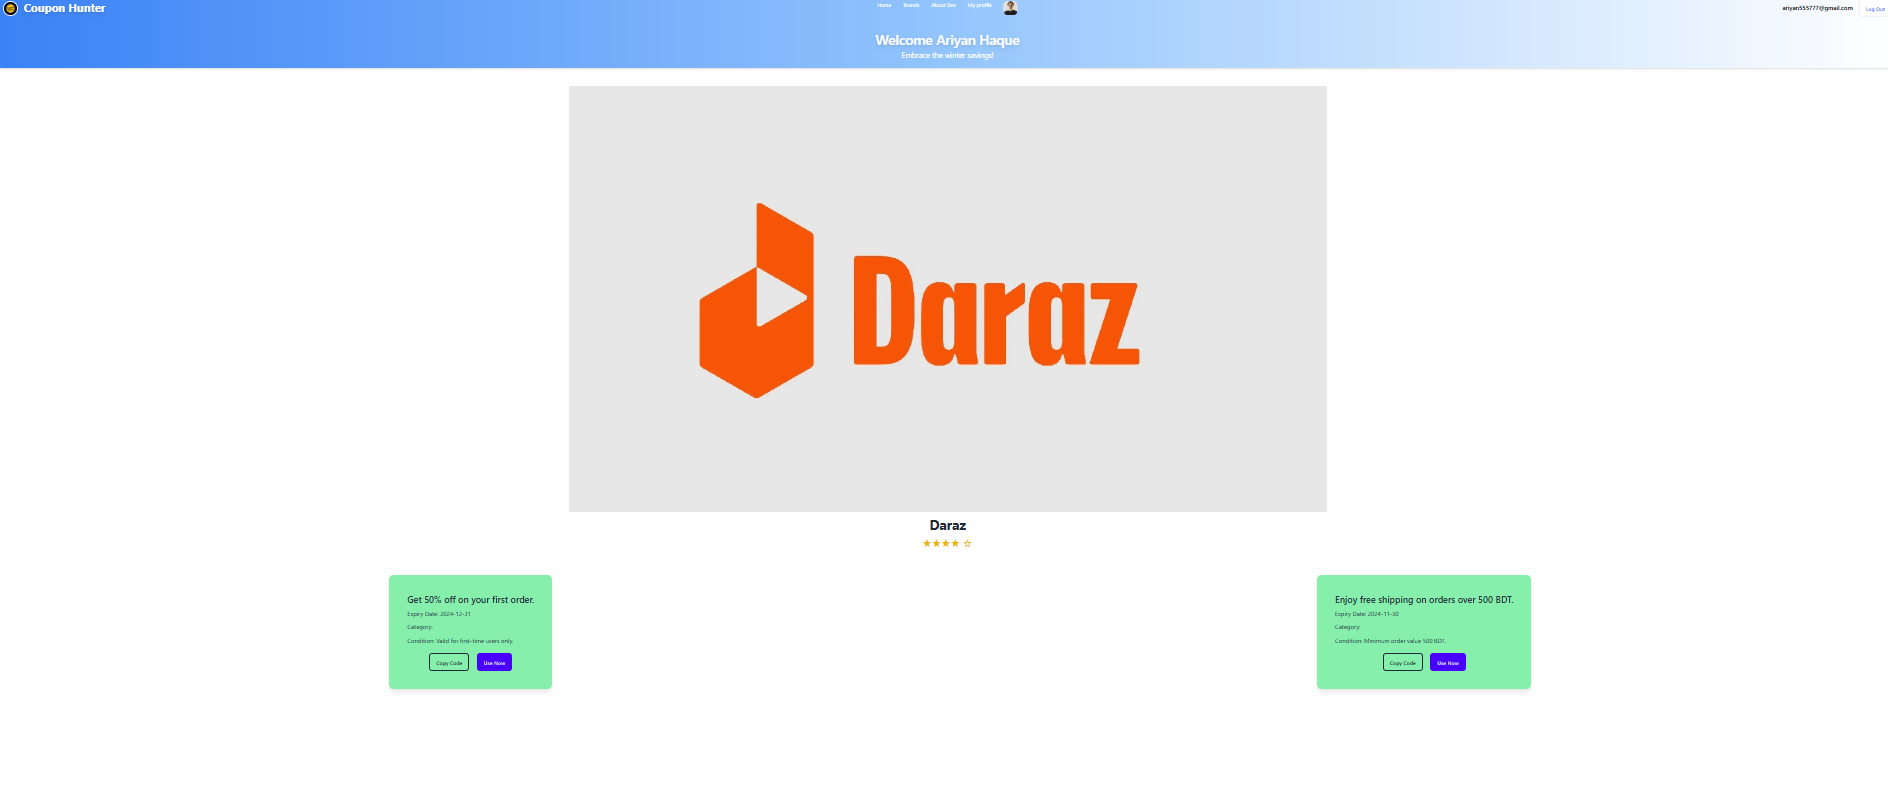 Coupon Hunter
Home Brands About Dev My profile
ariyan555777@gmail.com
Log Out
Welcome Ariyan Haque
Embrace the winter savings!
Daraz
Daraz
★★★★☆
Get 50% off on your first order.
Expiry Date: 2024-12-31
Category:
Condition: Valid for first-time users only.
Copy Code Use Now
Enjoy free shipping on orders over 500 BDT.
Expiry Date: 2024-11-30
Category:
Condition: Minimum order value 500 BDT.
Copy Code Use Now